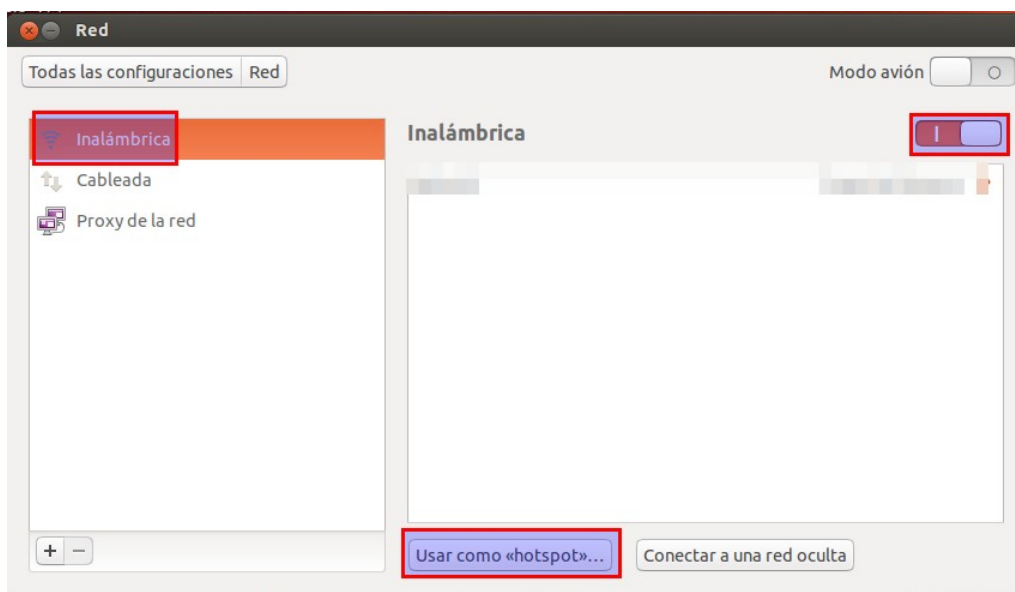 Red
Todas las configuraciones Red
Modo avión
Inalámbrica
Cableada
Proxy de la red
Inalámbrica
Usar como «hotspot»...
Conectar a una red oculta